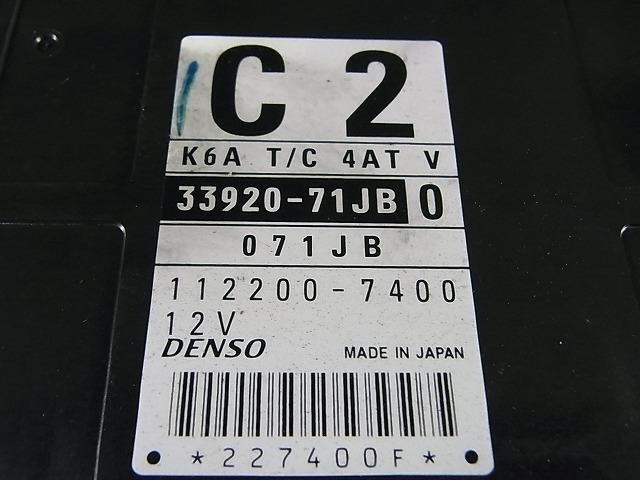 C 2
K6A T/C 4AT V
33920-71JB 0
071JB
112200-7400
12V
DENSO MADE IN JAPAN
*227400F*